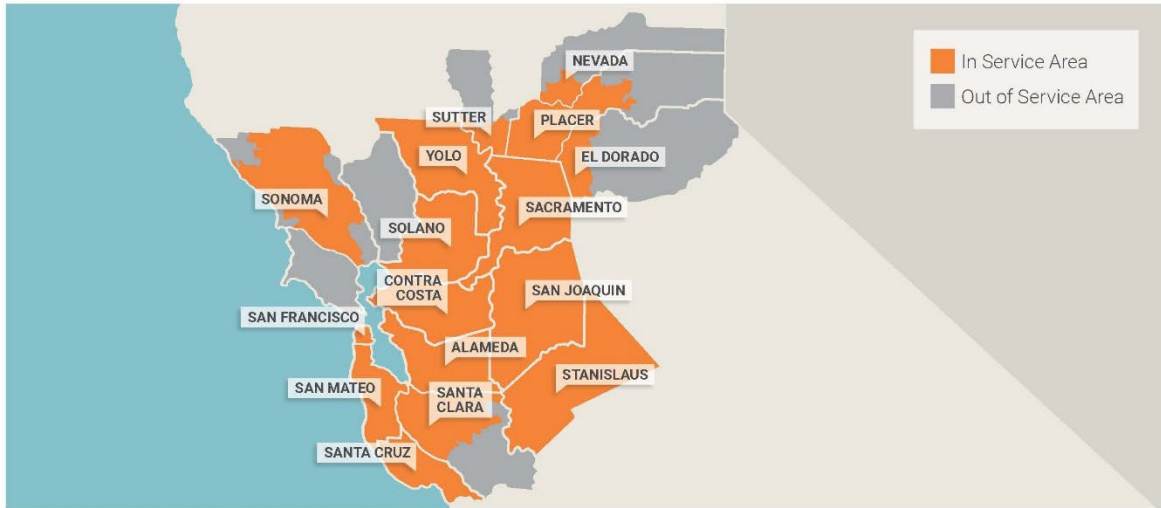 NEVADA
In Service Area
Out of Service Area
SUTTER
PLACER
YOLO
EL DORADO
SONOMA
SACRAMENTO
SOLANO
CONTRA
COSTA
SAN JOAQUIN
SAN FRANCISCO
ALAMEDA
STANISLAUS
SAN MATEO
SANTA
CLARA
SANTA CRUZ